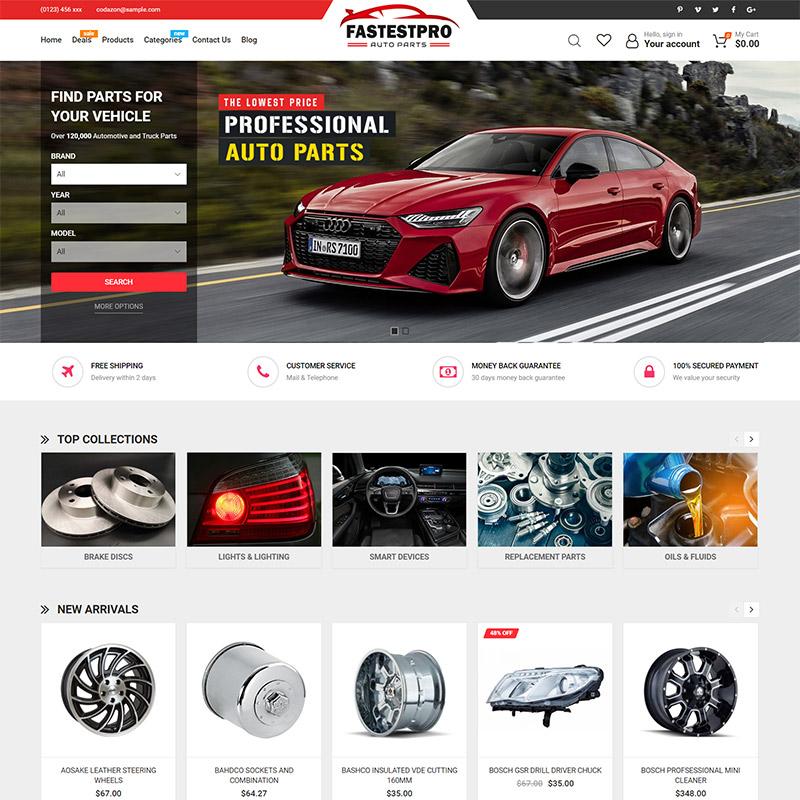 (0123) 456 xxx
codazon@sample.com
FASTESTPRO
AUTO PARTS
sale
new
Home
Deals
Products
Categories
Contact Us
Blog
Hello, sign in
Your account
0
My Cart
$0.00
FIND PARTS FOR
YOUR VEHICLE
Over 120,000 Automotive and Truck Parts
BRAND
All
YEAR
All
MODEL
All
SEARCH
MORE OPTIONS
THE LOWEST PRICE
PROFESSIONAL
AUTO PARTS
IN RS 7100
FREE SHIPPING
Delivery within 2 days
CUSTOMER SERVICE
Mail & Telephone
MONEY BACK GUARANTEE
30 days money back guarantee
100% SECURED PAYMENT
We value your security
TOP COLLECTIONS
BRAKE DISCS
LIGHTS & LIGHTING
SMART DEVICES
REPLACEMENT PARTS
OILS & FLUIDS
NEW ARRIVALS
48% OFF
AOSAKE LEATHER STEERING
WHEELS
$67.00
BAHDCO SOCKETS AND
COMBINATION
$64.27
BASHCO INSULATED VDE CUTTING
160MM
$35.00
BOSCH GSR DRILL DRIVER CHUCK
$67.00 $35.00
BOSCH PROFSESSIONAL MINI
CLEANER
$348.00